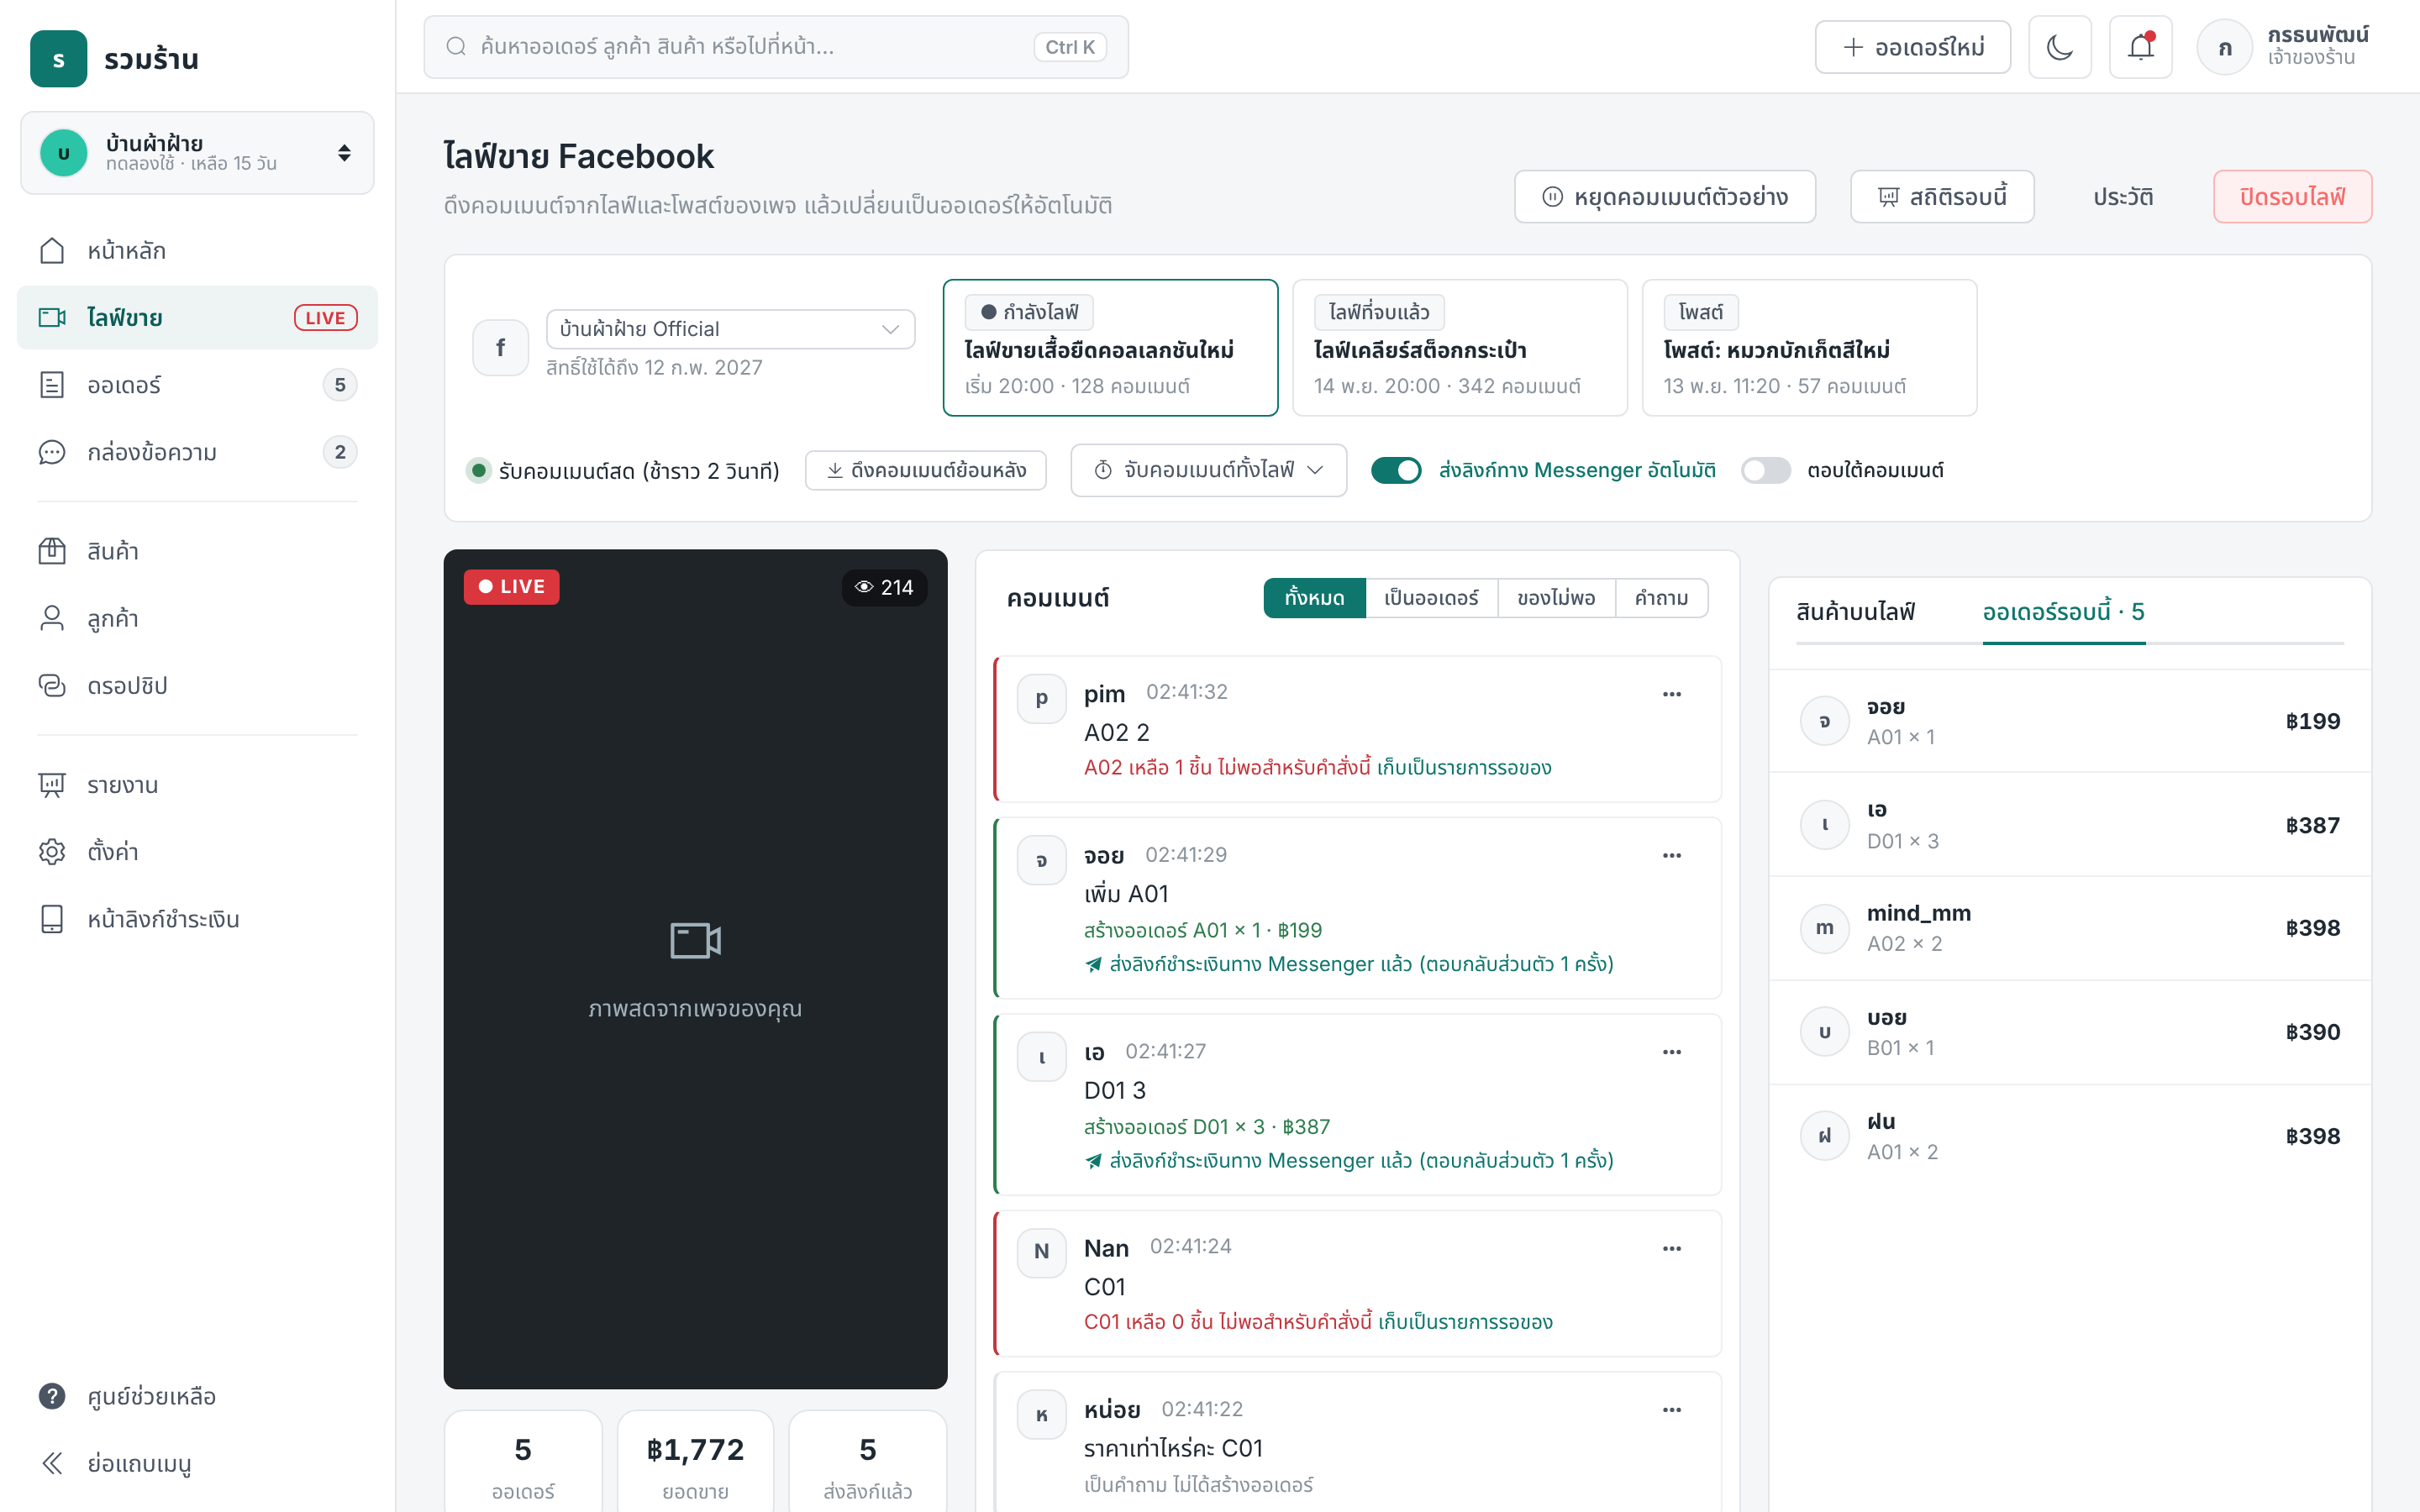 ร รวมร้าน
บ บ้านผ้าฝ้าย
ทดลองใช้ · เหลือ 15 วัน
หน้าหลัก
ไลฟ์ขาย LIVE
ออเดอร์ 5
กล่องข้อความ 2
สินค้า
ลูกค้า
ดรอปชิป
รายงาน
ตั้งค่า
หน้าลิงก์ชำระเงิน
ศูนย์ช่วยเหลือ
ย่อแถบเมนู
ค้นหาออเดอร์ ลูกค้า สินค้า หรือไปที่หน้า... Ctrl K
ออเดอร์ใหม่
ก กรธนพัฒน์
เจ้าของร้าน
ไลฟ์ขาย Facebook
ดึงคอมเมนต์จากไลฟ์และโพสต์ของเพจ แล้วเปลี่ยนเป็นออเดอร์ให้อัตโนมัติ
หยุดคอมเมนต์ตัวอย่าง สถิติรอบนี้ ประวัติ ปิดรอบไลฟ์
f บ้านผ้าฝ้าย Official
สิทธิ์ใช้ได้ถึง 12 ก.พ. 2027
กำลังไลฟ์
ไลฟ์ขายเสื้อยืดคอลเลกชันใหม่
เริ่ม 20:00 · 128 คอมเมนต์
ไลฟ์ที่จบแล้ว
ไลฟ์เคลียร์สต็อกกระเป๋า
14 พ.ย. 20:00 · 342 คอมเมนต์
โพสต์
โพสต์: หมวกบักเก็ตสีใหม่
13 พ.ย. 11:20 · 57 คอมเมนต์
รับคอมเมนต์สด (ช้าราว 2 วินาที) ดึงคอมเมนต์ย้อนหลัง จับคอมเมนต์ทั้งไลฟ์ ส่งลิงก์ทาง Messenger อัตโนมัติ ตอบใต้คอมเมนต์
LIVE 214
ภาพสดจากเพจของคุณ
5
ออเดอร์
฿1,772
ยอดขาย
5
ส่งลิงก์แล้ว
คอมเมนต์ ทั้งหมด เป็นออเดอร์ ของไม่พอ คำถาม
p pim 02:41:32
A02 2
A02 เหลือ 1 ชิ้น ไม่พอสำหรับคำสั่งนี้ เก็บเป็นรายการรอของ
จ จอย 02:41:29
เพิ่ม A01
สร้างออเดอร์ A01 × 1 · ฿199
ส่งลิงก์ชำระเงินทาง Messenger แล้ว (ตอบกลับส่วนตัว 1 ครั้ง)
เ เอ 02:41:27
D01 3
สร้างออเดอร์ D01 × 3 · ฿387
ส่งลิงก์ชำระเงินทาง Messenger แล้ว (ตอบกลับส่วนตัว 1 ครั้ง)
N Nan 02:41:24
C01
C01 เหลือ 0 ชิ้น ไม่พอสำหรับคำสั่งนี้ เก็บเป็นรายการรอของ
ห หน่อย 02:41:22
ราคาเท่าไหร่คะ C01
เป็นคำถาม ไม่ได้สร้างออเดอร์
สินค้าบนไลฟ์ ออเดอร์รอบนี้ · 5
จ จอย ฿199
A01 × 1
เ เอ ฿387
D01 × 3
m mind_mm ฿398
A02 × 2
บ บอย ฿390
B01 × 1
ฝ ฝน ฿398
A01 × 2